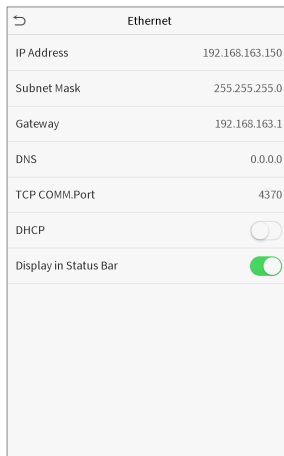 Ethernet
IP Address 192.168.163.150
Subnet Mask 255.255.255.0
Gateway 192.168.163.1
DNS 0.0.0.0
TCP COMM.Port 4370
DHCP
Display in Status Bar